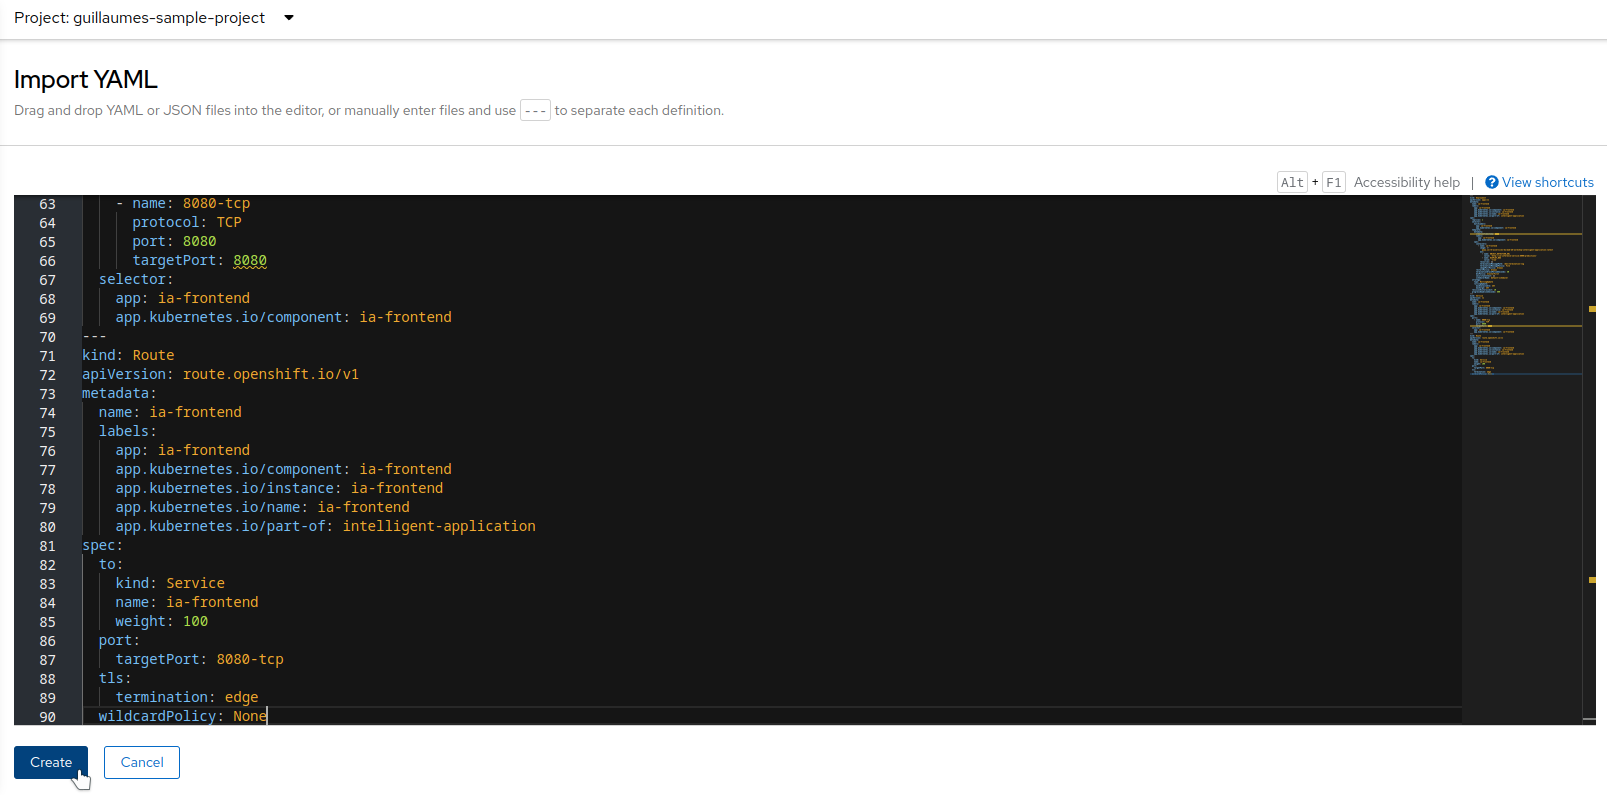 Project: guillaumes-sample-project
Import YAML
Drag and drop YAML or JSON files into the editor, or manually enter files and use --- to separate each definition.
Alt + F1 Accessibility help | View shortcuts
63 - name: 8080-tcp
64 protocol: TCP
65 port: 8080
66 targetPort: 8080
67 selector:
68 app: ia-frontend
69 app.kubernetes.io/component: ia-frontend
70 ---
71 kind: Route
72 apiVersion: route.openshift.io/v1
73 metadata:
74 name: ia-frontend
75 labels:
76 app: ia-frontend
77 app.kubernetes.io/component: ia-frontend
78 app.kubernetes.io/instance: ia-frontend
79 app.kubernetes.io/name: ia-frontend
80 app.kubernetes.io/part-of: intelligent-application
81 spec:
82 to:
83 kind: Service
84 name: ia-frontend
85 weight: 100
86 port:
87 targetPort: 8080-tcp
88 tls:
89 termination: edge
90 wildcardPolicy: None
Create Cancel